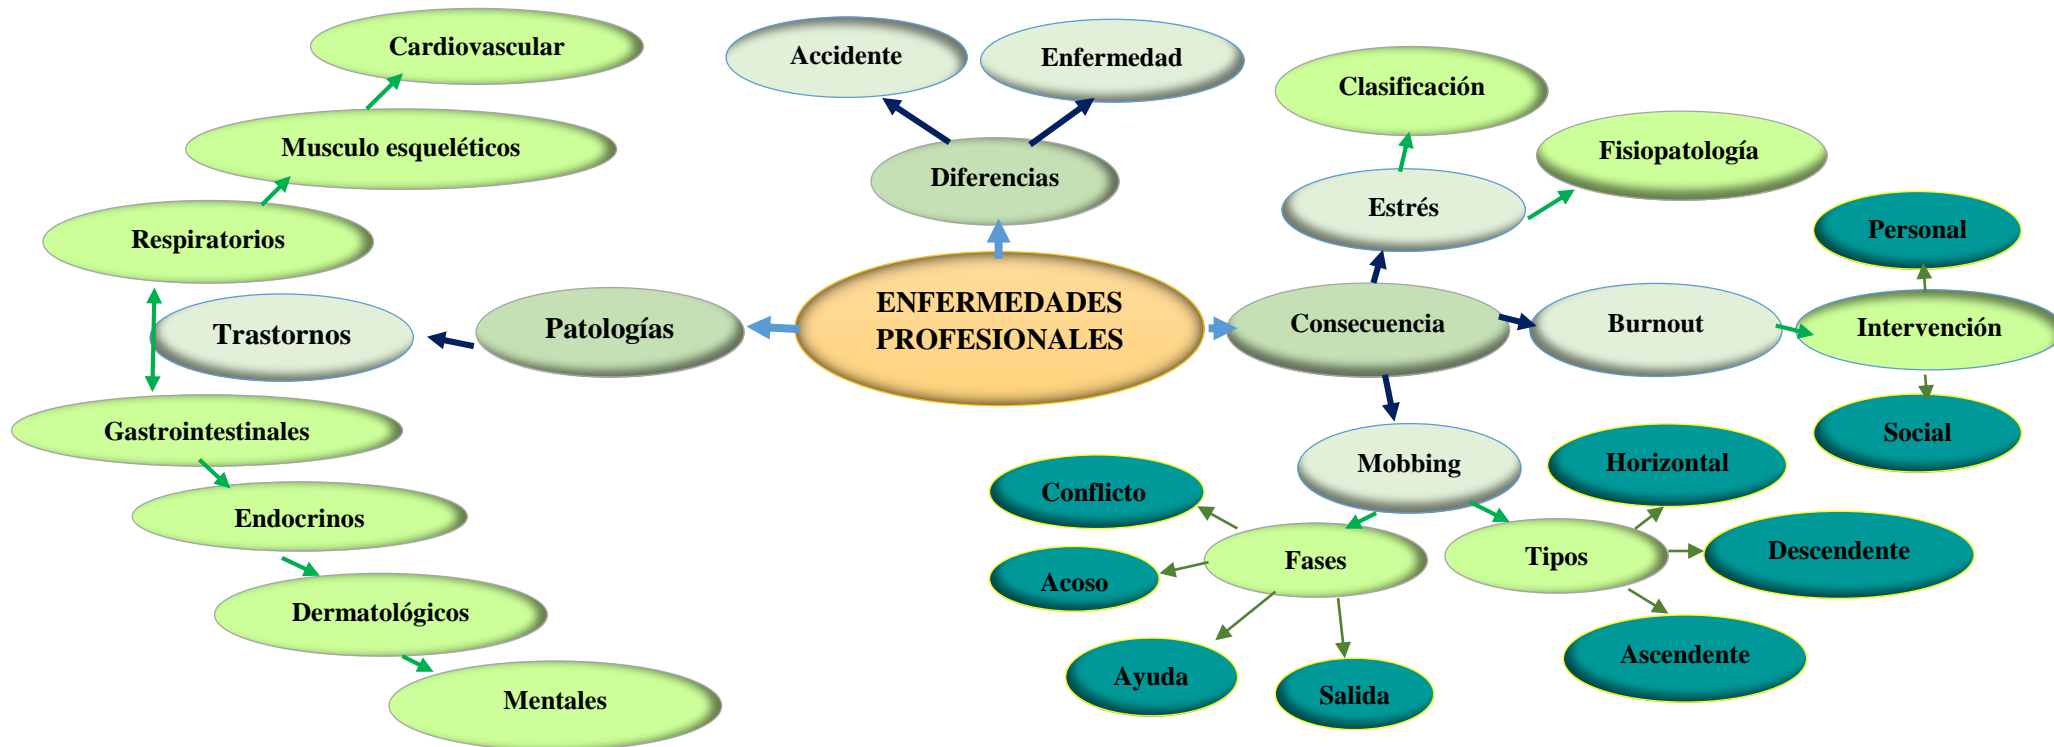 Cardiovascular
Musculo esqueléticos
Respiratorios
Trastornos
Patologías
Gastrointestinales
Endocrinos
Dermatológicos
Mentales
Accidente
Enfermedad
Diferencias
ENFERMEDADES
PROFESIONALES
Clasificación
Fisiopatología
Estrés
Consecuencia
Burnout
Personal
Intervención
Social
Mobbing
Conflicto
Acoso
Ayuda
Salida
Fases
Tipos
Horizontal
Descendente
Ascendente